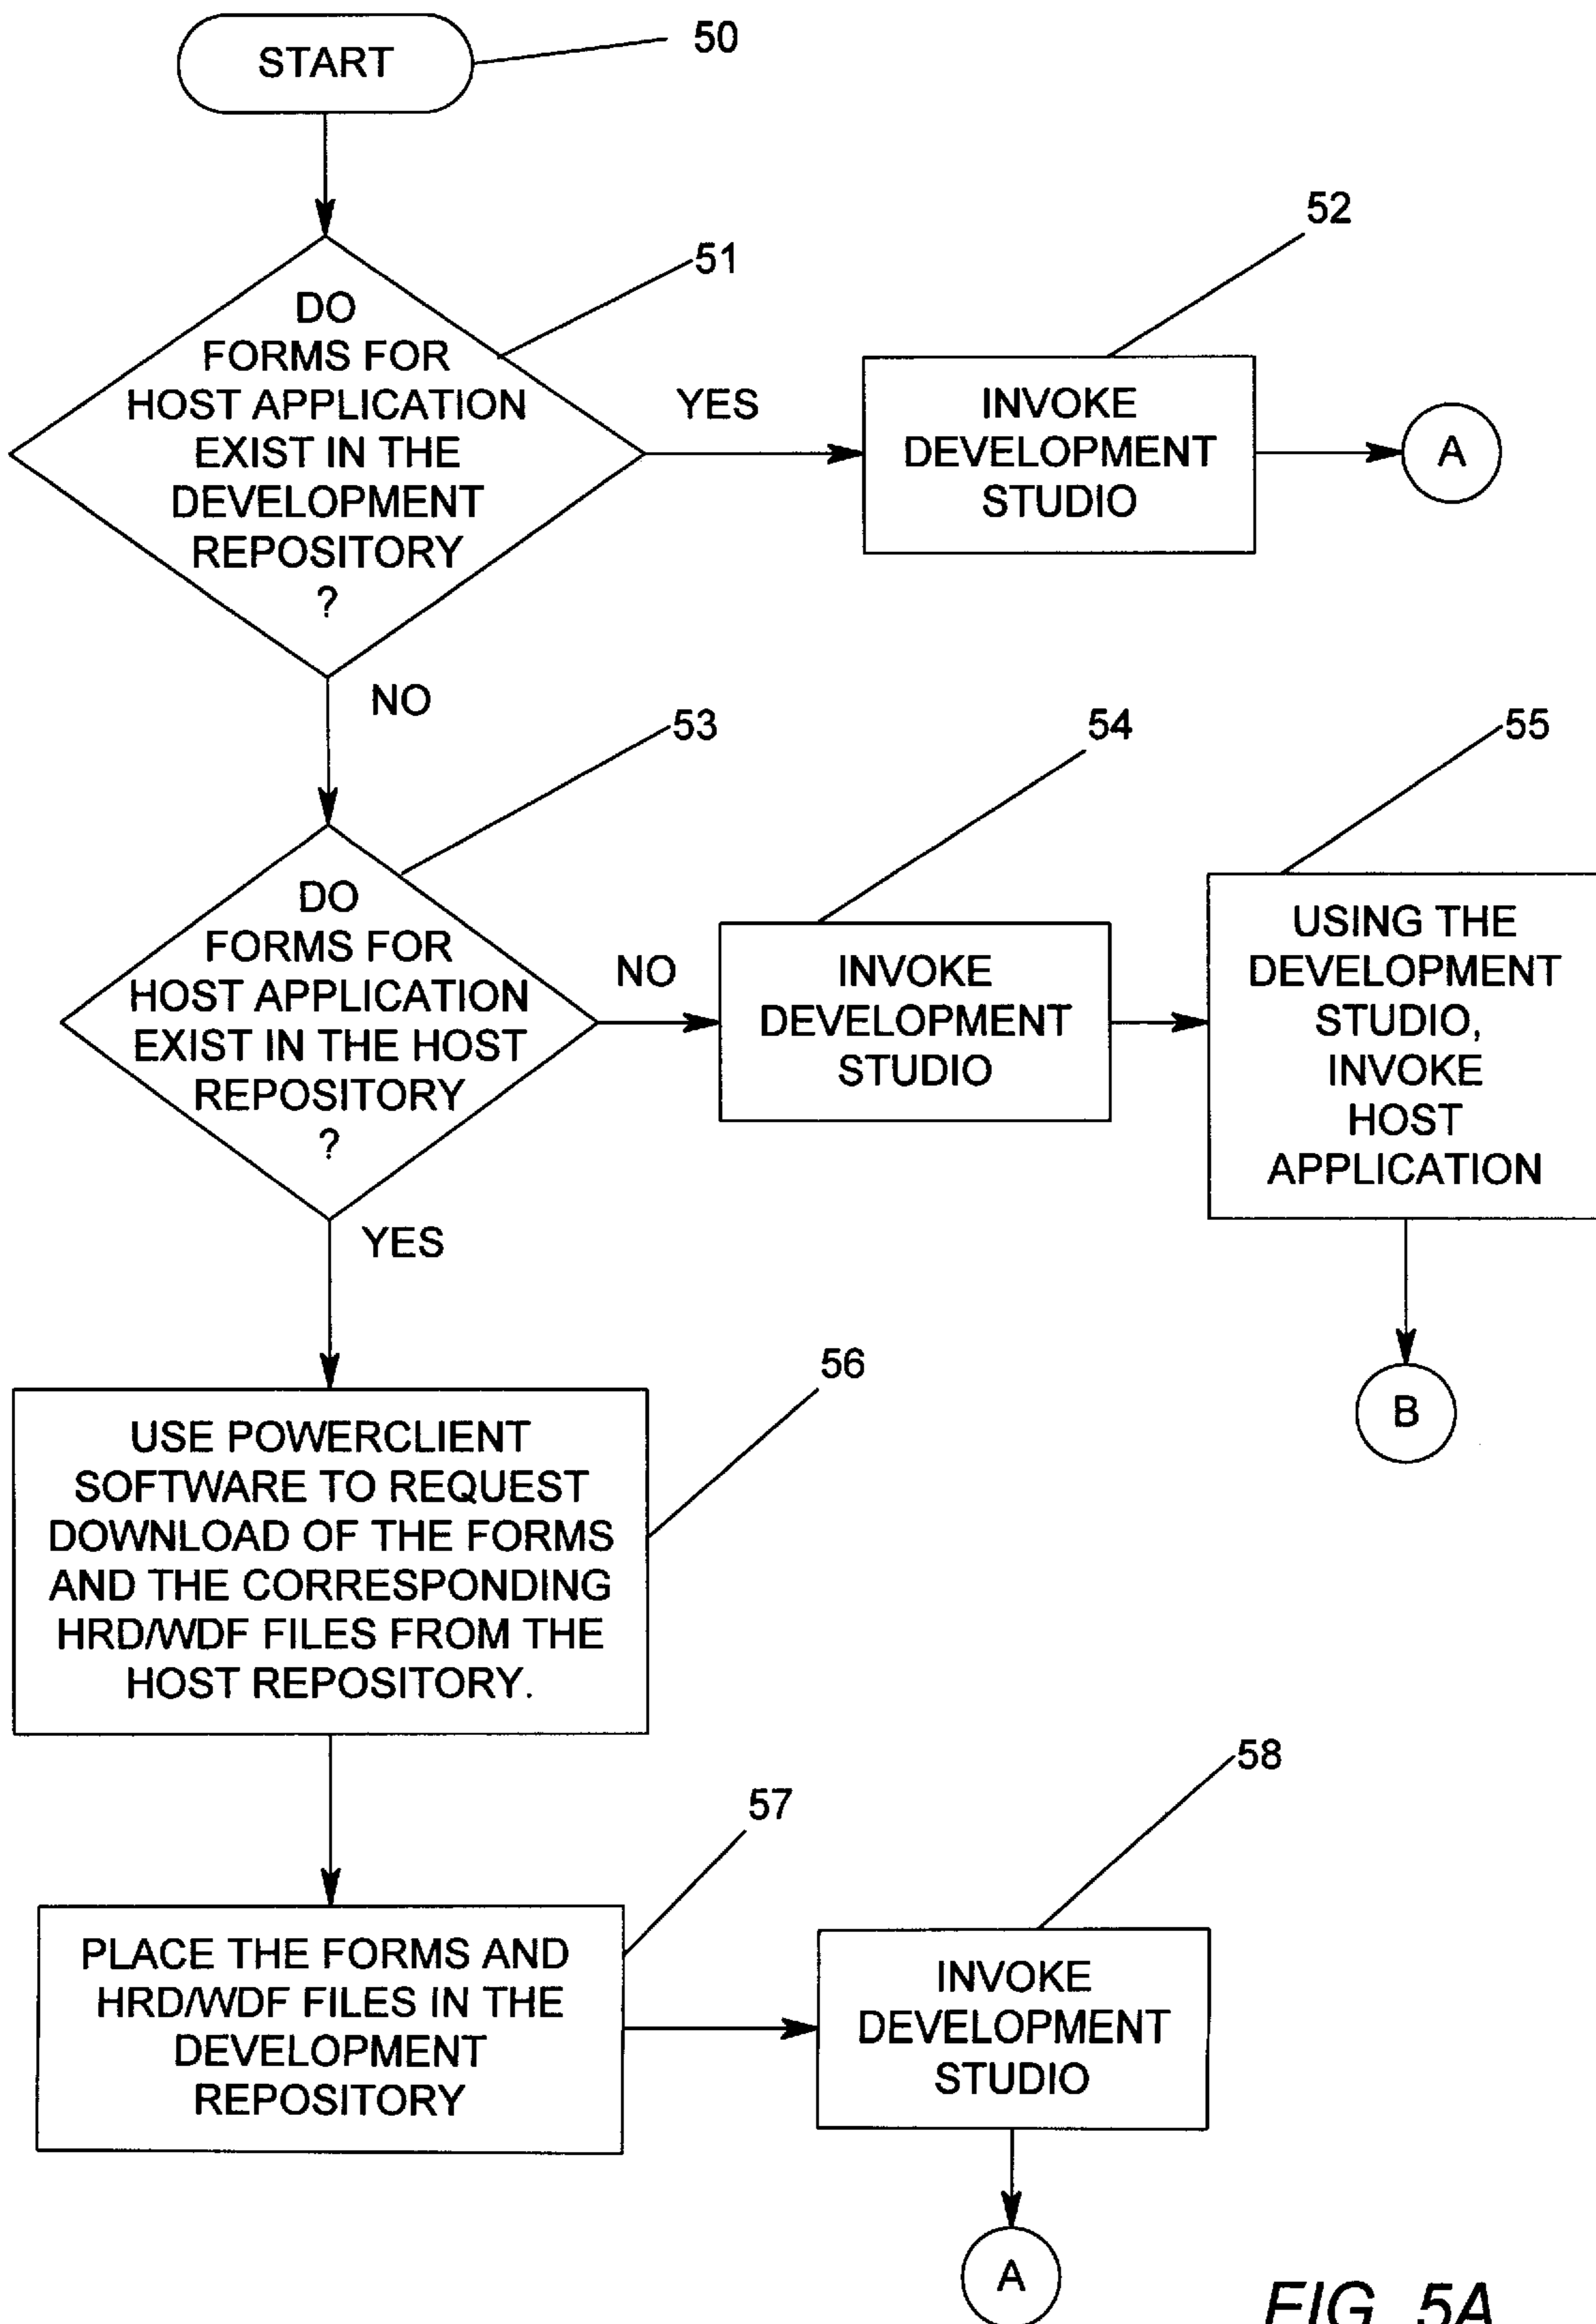 START
50
51
52
DO
FORMS FOR
HOST APPLICATION
EXIST IN THE
DEVELOPMENT
REPOSITORY
?
YES
INVOKE
DEVELOPMENT
STUDIO
A
NO
53
54
55
DO
FORMS FOR
HOST APPLICATION
EXIST IN THE HOST
REPOSITORY
?
NO
INVOKE
DEVELOPMENT
STUDIO
USING THE
DEVELOPMENT
STUDIO,
INVOKE
HOST
APPLICATION
YES
B
56
USE POWERCLIENT
SOFTWARE TO REQUEST
DOWNLOAD OF THE FORMS
AND THE CORRESPONDING
HRD/WDF FILES FROM THE
HOST REPOSITORY.
57
58
PLACE THE FORMS AND
HRD/WDF FILES IN THE
DEVELOPMENT
REPOSITORY
INVOKE
DEVELOPMENT
STUDIO
A
FIG. 5A